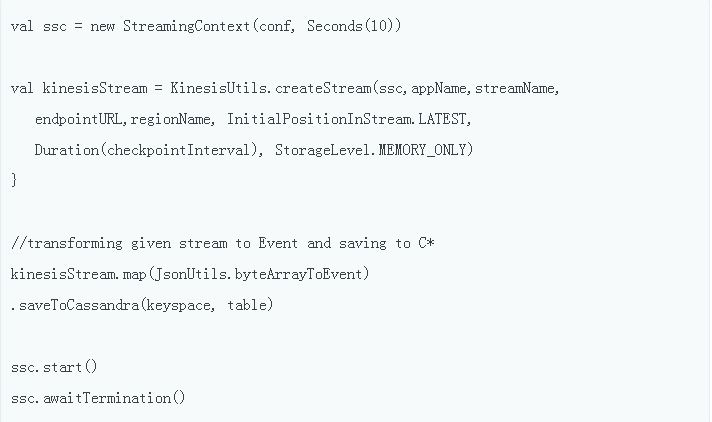 val ssc = new StreamingContext(conf, Seconds(10))
val kinesisStream = KinesisUtils.createStream(ssc,appName,streamName,
endpointURL,regionName, InitialPositionInStream.LATEST,
Duration(checkpointInterval), StorageLevel.MEMORY_ONLY)
}
//transforming given stream to Event and saving to C*
kinesisStream.map(JsonUtils.byteArrayToEvent)
.saveToCassandra(keyspace, table)
ssc.start()
ssc.awaitTermination()